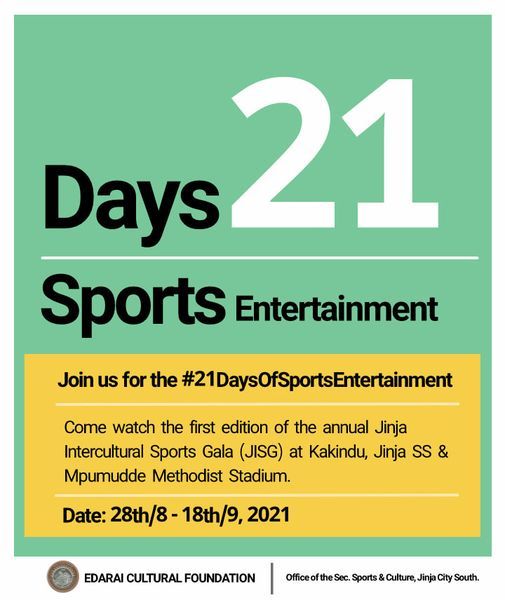 Days 21
Sports Entertainment
Join us for the #21DaysOfSportsEntertainment
Come watch the first edition of the annual Jinja
Intercultural Sports Gala (JISG) at Kakindu, Jinja SS &
Mpumudde Methodist Stadium.
Date: 28th/8 - 18th/9, 2021
EDARAI CULTURAL FOUNDATION
Office of the Sec. Sports & Culture, Jinja City South.